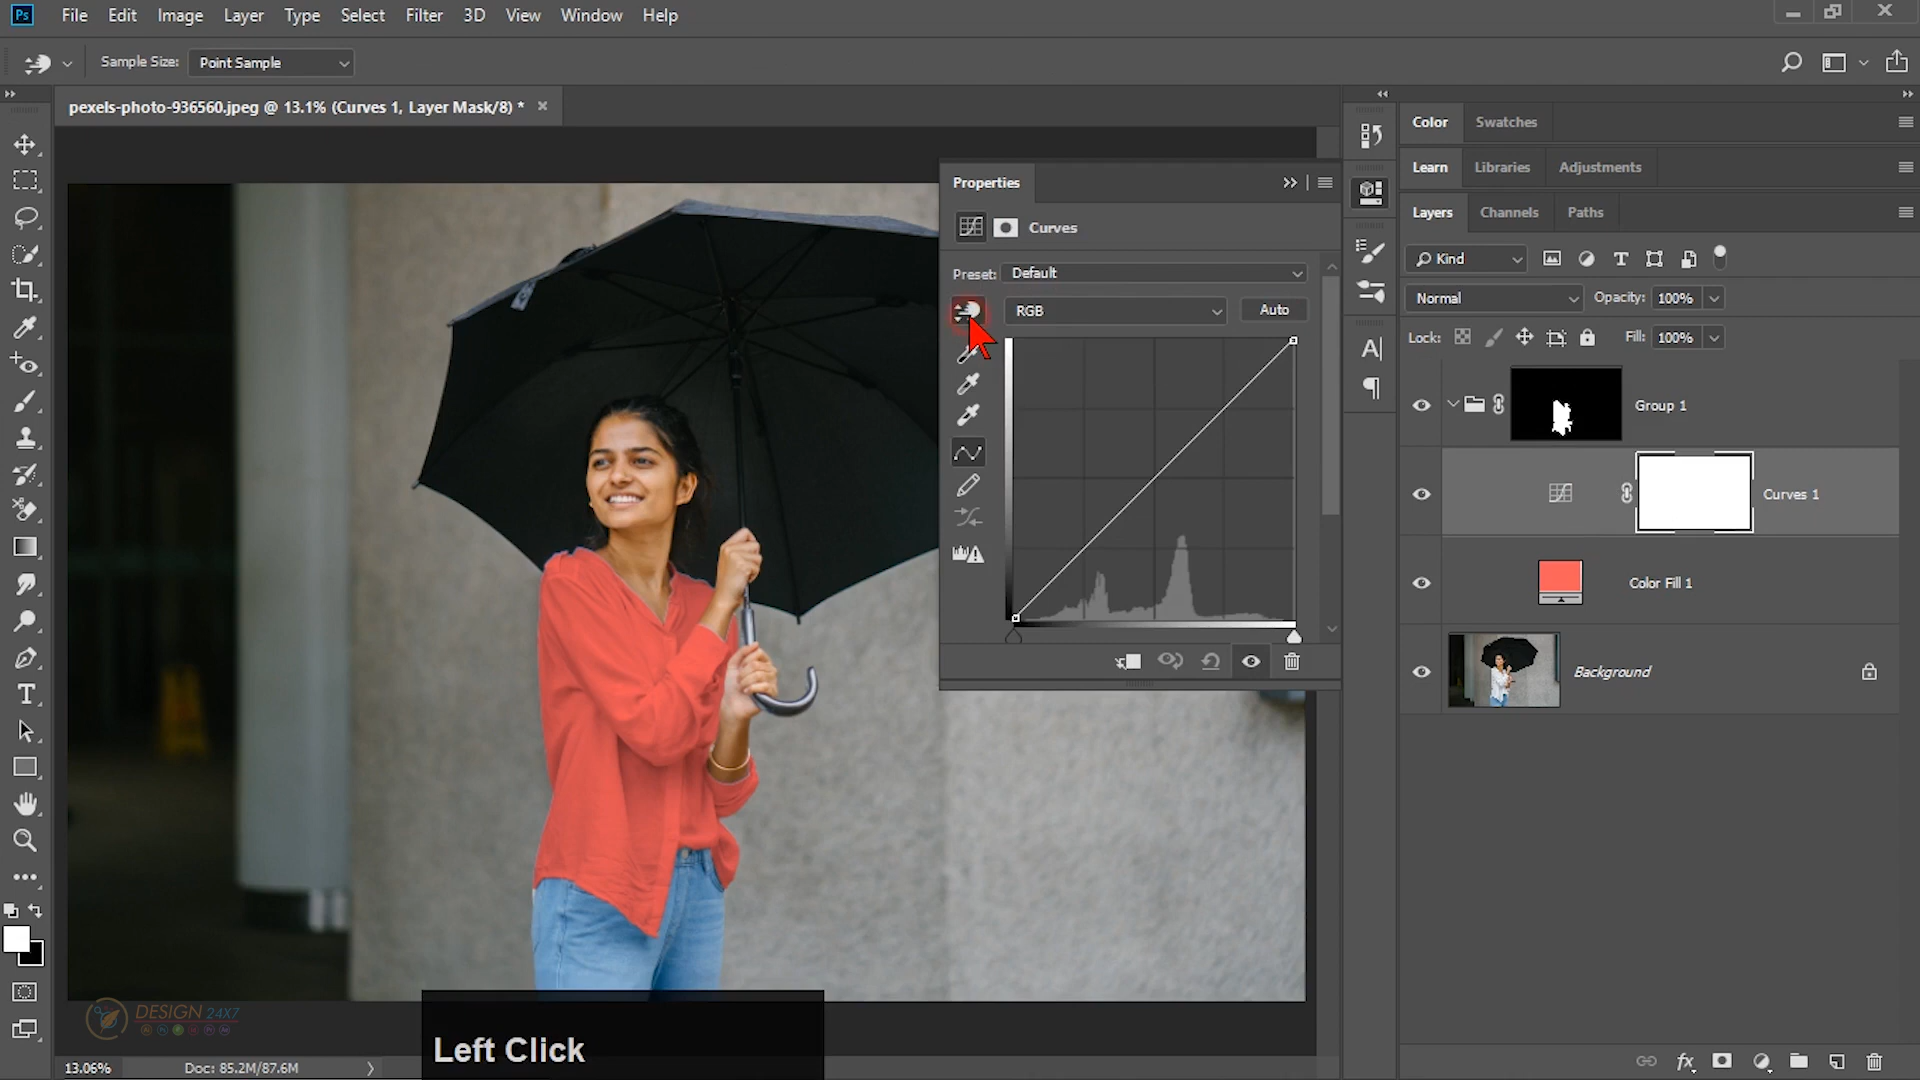 Ps File Edit Image Layer Type Select Filter 3D View Window Help
Sample Size: Point Sample
pexels-photo-936560.jpeg @ 13.1% (Curves 1, Layer Mask/8) *
Color Swatches
Properties
Learn Libraries Adjustments
Layers Channels Paths
Curves
Kind
Preset: Default
Normal Opacity: 100%
RGB Auto
Lock: Fill: 100%
Group 1
Curves 1
Color Fill 1
Background
DESIGN 24X7
Left Click
13.06% Doc: 85.2M/87.6M